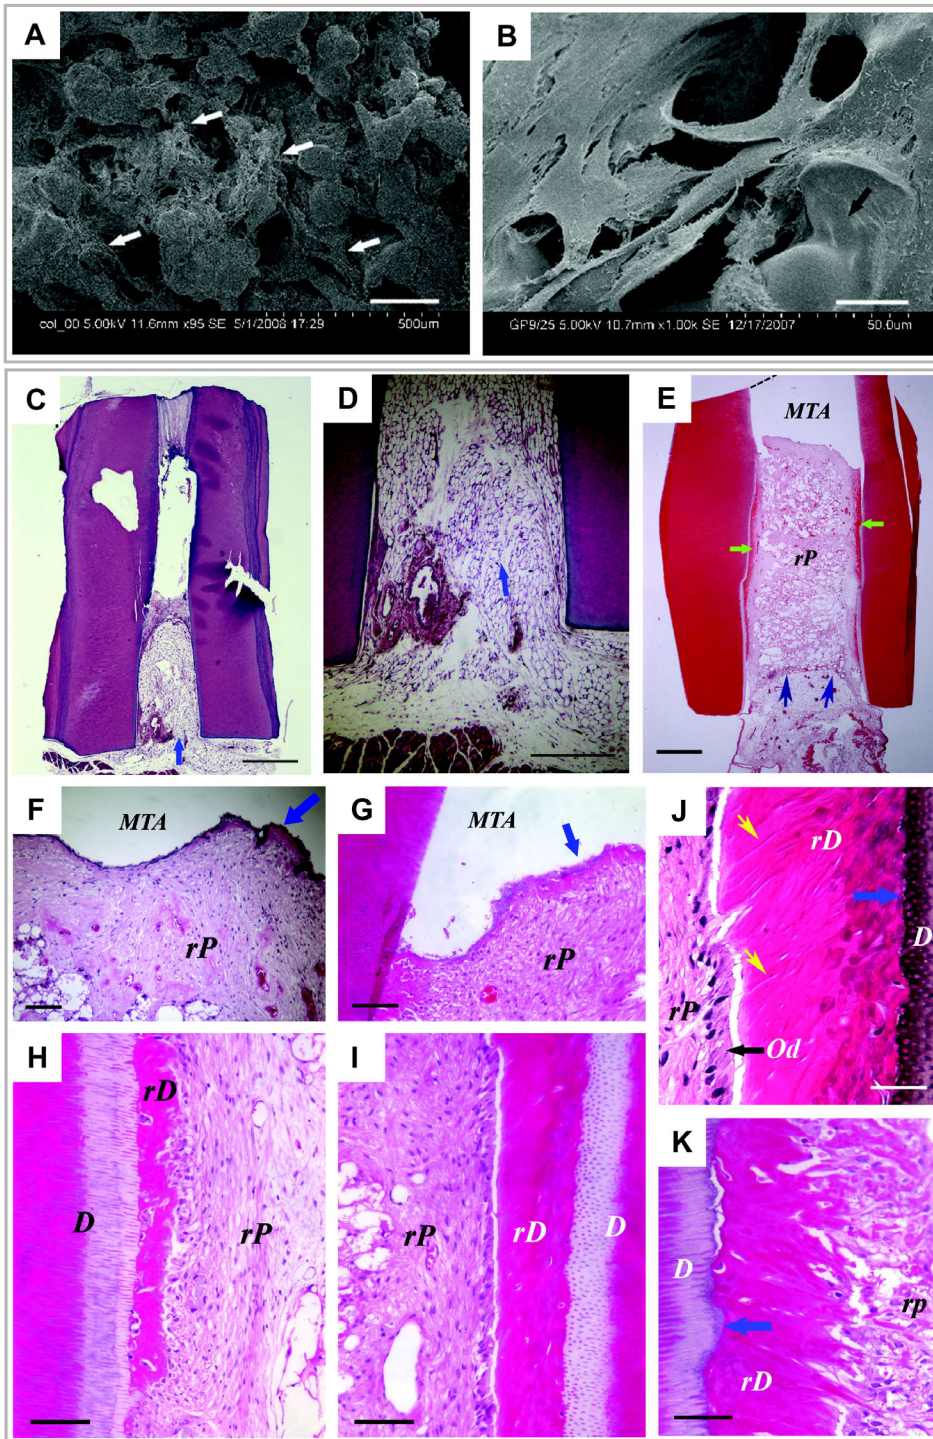 A
B
col_00 5.00kV 11.6mm x95 SE 5/1/2008 17:29
500um
GP9/25 5.00kV 10.7mm x1.00k SE 12/17/2007
50.0um
C
D
E
MTA
rP
F
MTA
rP
G
MTA
rP
J
rD
D
rP
Od
H
rD
D
rP
I
rP
rD
D
K
D
rp
rD